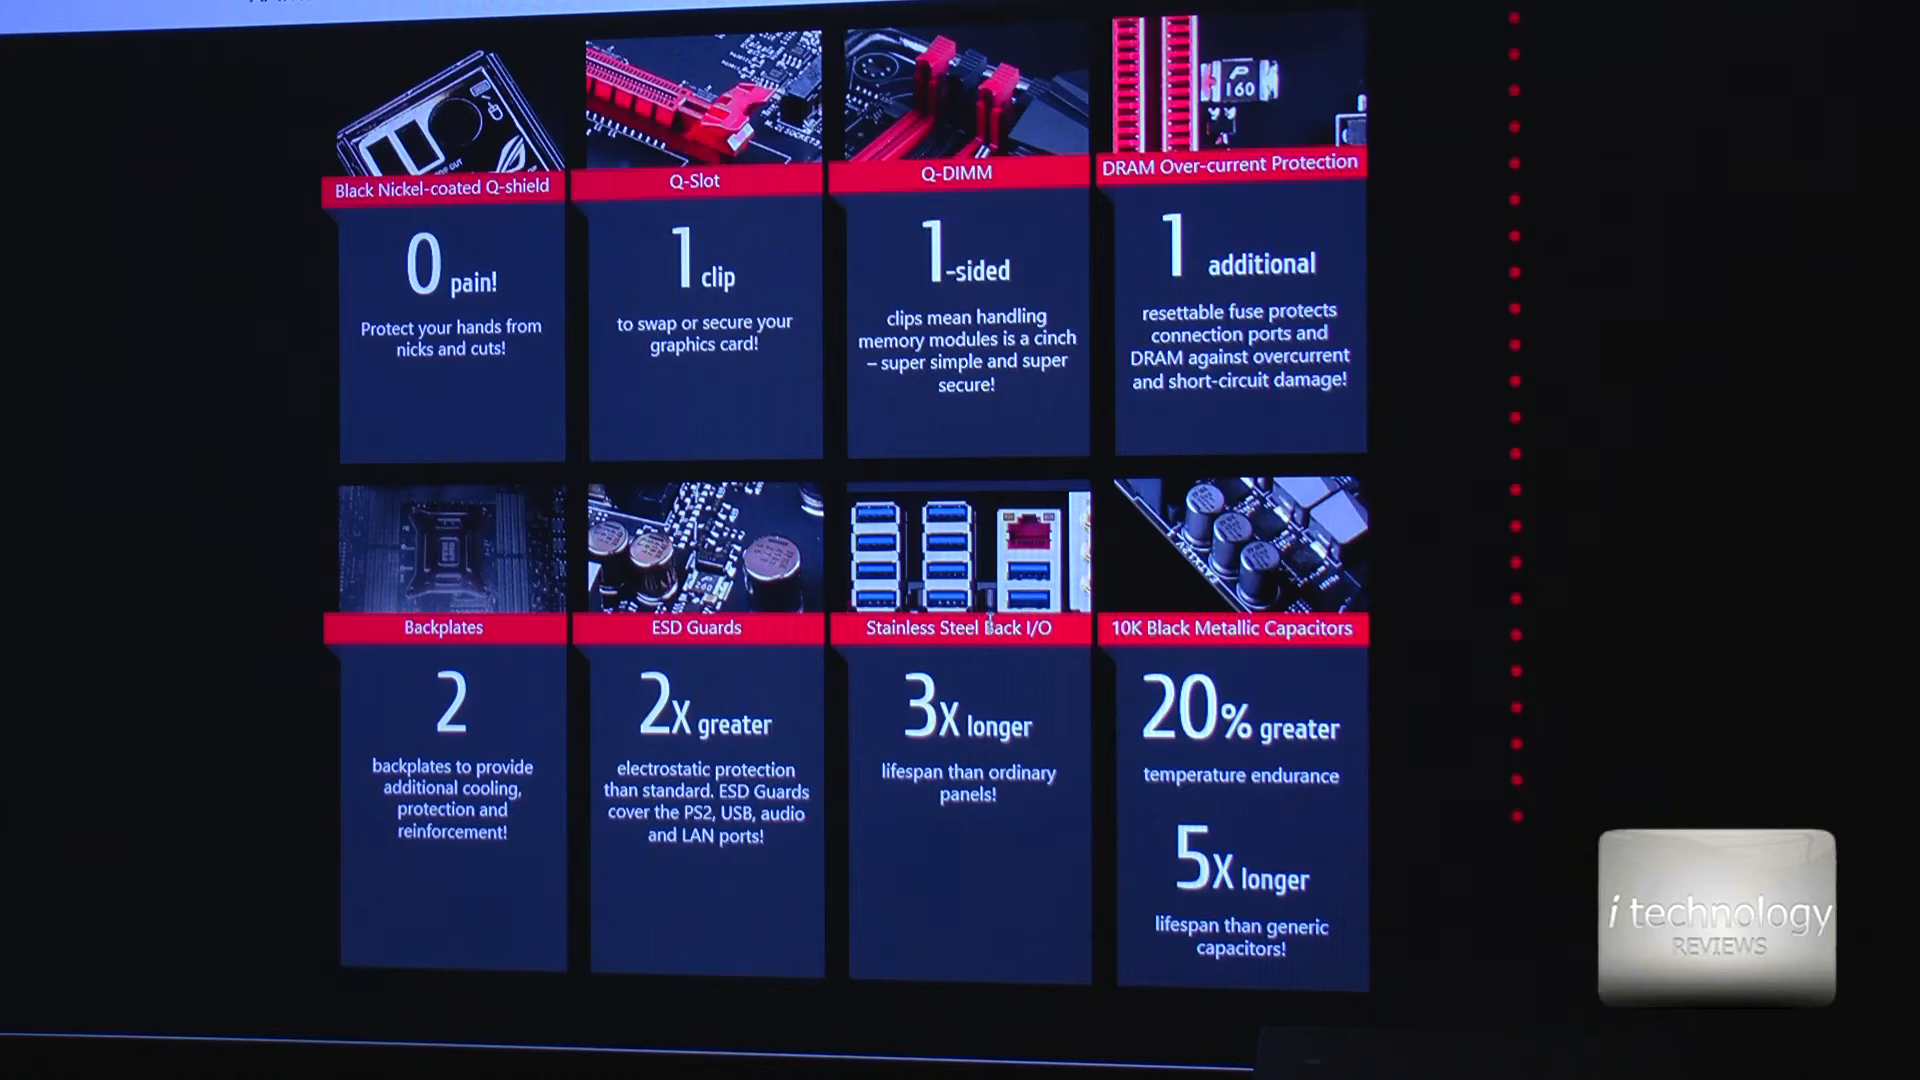 Black Nickel-coated Q-shield
0 pain!
Protect your hands from
nicks and cuts!
Q-Slot
1 clip
to swap or secure your
graphics card!
Q-DIMM
1-sided
clips mean handling
memory modules is a cinch
– super simple and super
secure!
P
160
DRAM Over-current Protection
1 additional
resettable fuse protects
connection ports and
DRAM against overcurrent
and short-circuit damage!
Backplates
2
backplates to provide
additional cooling,
protection and
reinforcement!
260
ESD Guards
2x greater
electrostatic protection
than standard. ESD Guards
cover the PS2, USB, audio
and LAN ports!
Stainless Steel Back I/O
3x longer
lifespan than ordinary
panels!
10K Black Metallic Capacitors
20% greater
temperature endurance
5x longer
lifespan than generic
capacitors!
i technology
REVIEWS